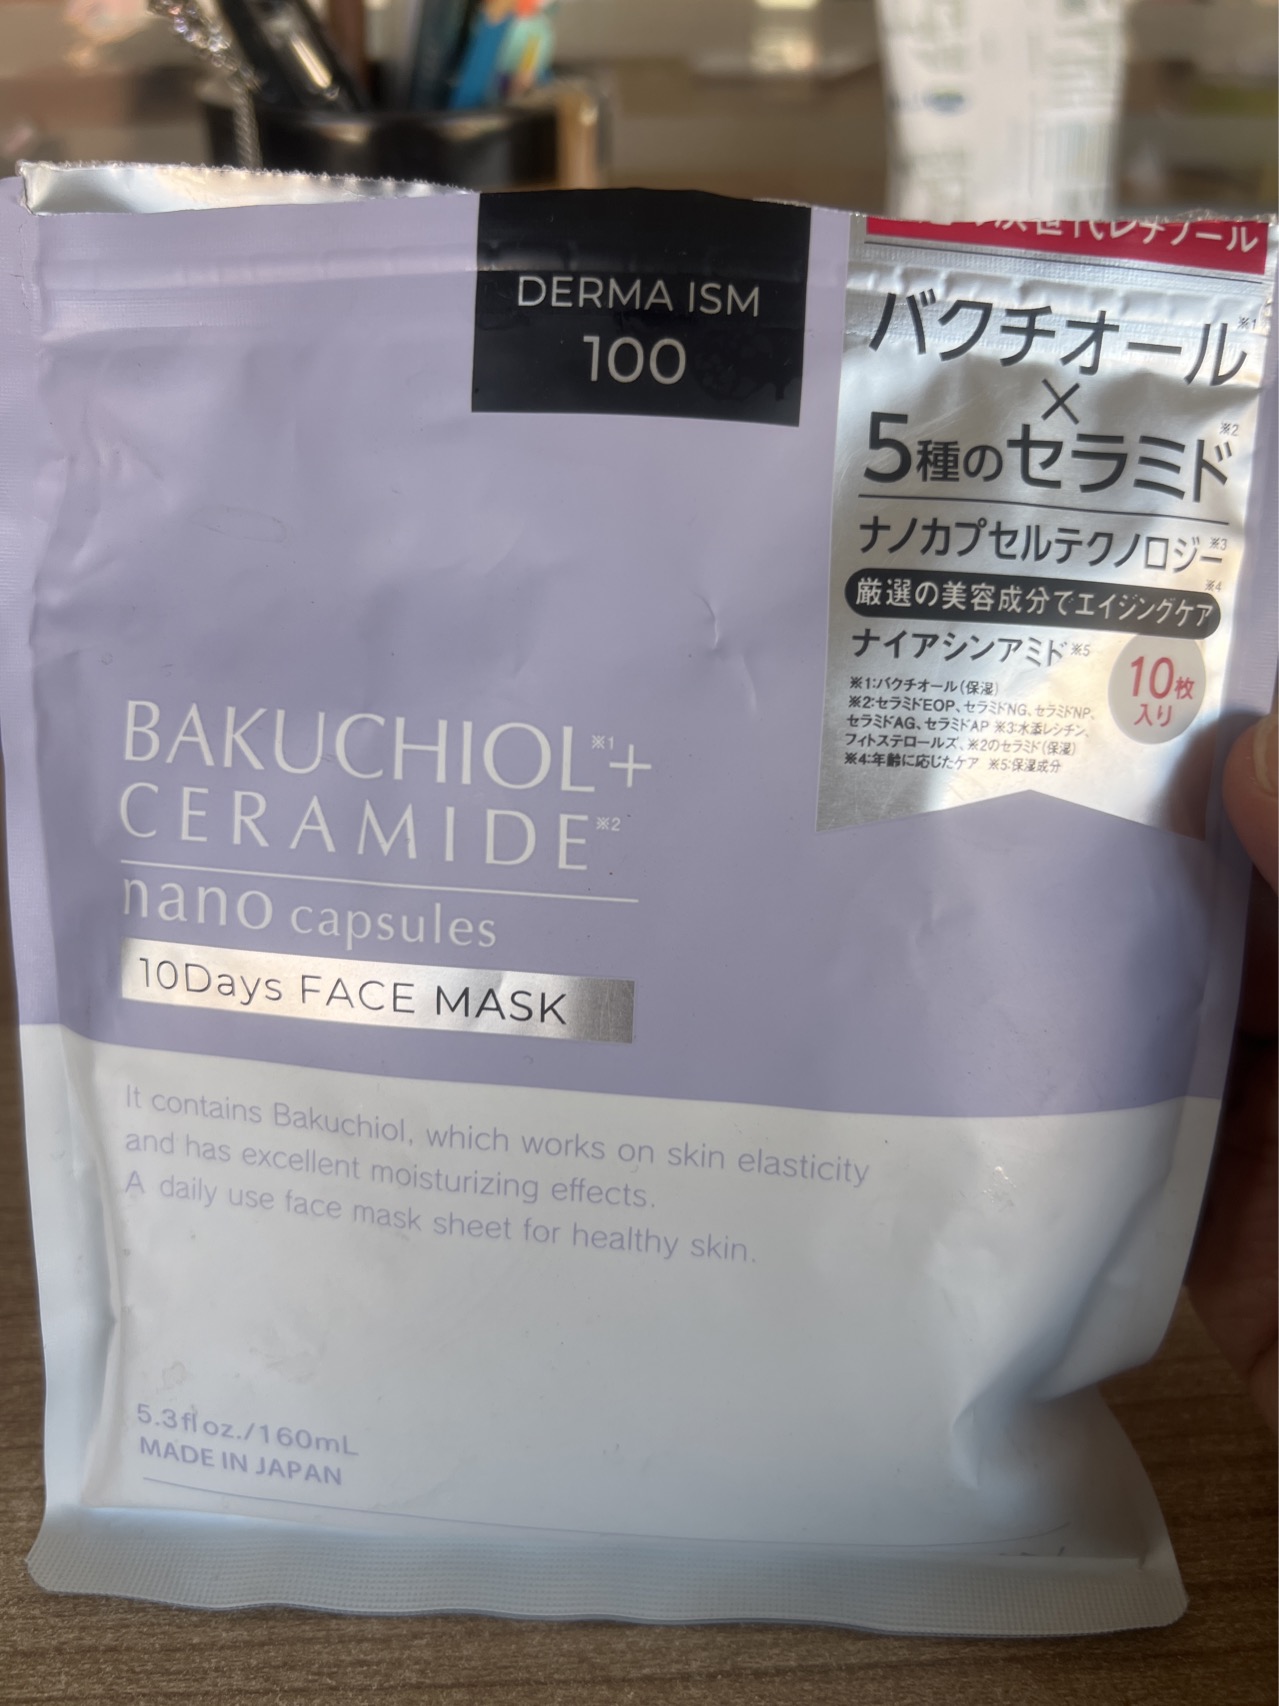 DERMA ISM
100
次世代レチノール
バクチオール※1
×
5種のセラミド※2
ナノカプセルテクノロジー※3
厳選の美容成分でエイジングケア※4
ナイアシンアミド※5
10枚
入り
※1:バクチオール(保湿)
※2:セラミドEOP、セラミドNG、セラミドNP、
セラミドAG、セラミドAP ※3:水添レシチン、
フィトステロールズ、※2のセラミド(保湿)
※4:年齢に応じたケア ※5:保湿成分
BAKUCHIOL※1+
CERAMIDE※2
nano capsules
10Days FACE MASK
It contains Bakuchiol, which works on skin elasticity
and has excellent moisturizing effects.
A daily use face mask sheet for healthy skin.
5.3fl oz./160mL
MADE IN JAPAN